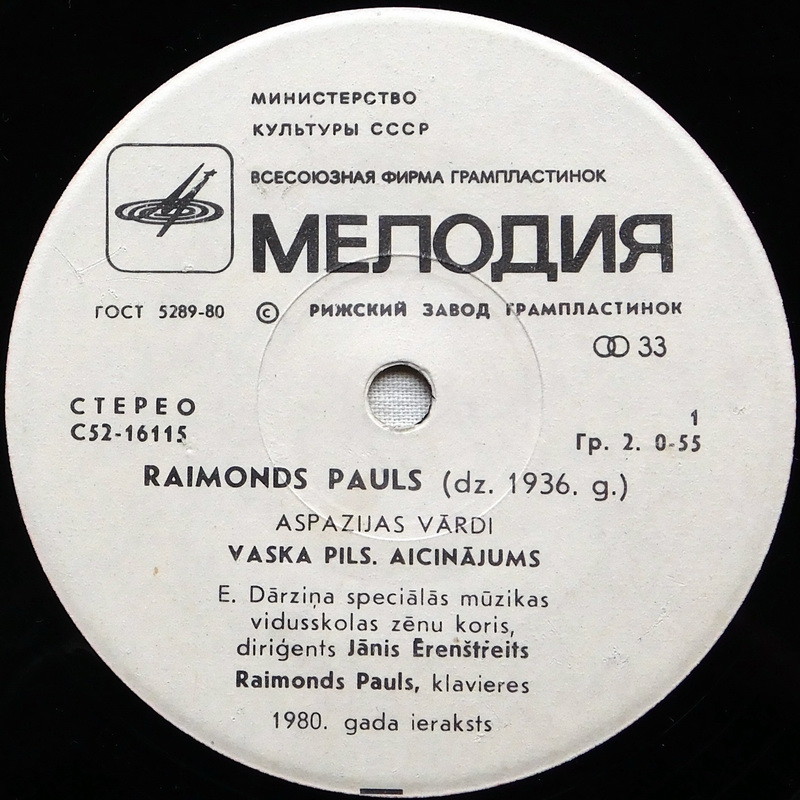 МИНИСТЕРСТВО
КУЛЬТУРЫ СССР
ВСЕСОЮЗНАЯ ФИРМА ГРАМПЛАСТИНОК
МЕЛОДИЯ
ГОСТ 5289-80 © РИЖСКИЙ ЗАВОД ГРАМПЛАСТИНОК
33
СТЕРЕО
1
С52-16115
Гр. 2. 0-55
RAIMONDS PAULS (dz. 1936. g.)
ASPAZIJAS VĀRDI
VASKA PILS. AICINĀJUMS
E. Dārziņa speciālās mūzikas
vidusskolas zēnu koris,
diriģents Jānis Ērenštreits
Raimonds Pauls, klavieres
1980. gada ieraksts